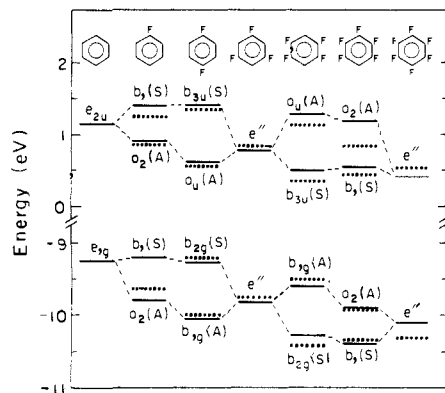 F F F F
F F F F F F
F F F F F F F F
F F F
2
1
0
-9
-10
-11
Energy (eV)
e₂ᵤ
b₁(S)
a₂(A)
b₃ᵤ(S)
aᵤ(A)
e"
aᵤ(A)
b₃ᵤ(S)
a₂(A)
b₁(S)
e"
e₁g
b₁(S)
a₂(A)
b₂g(S)
b₁g(A)
e"
b₁g(A)
b₂g(S)
a₂(A)
b₁(S)
e"